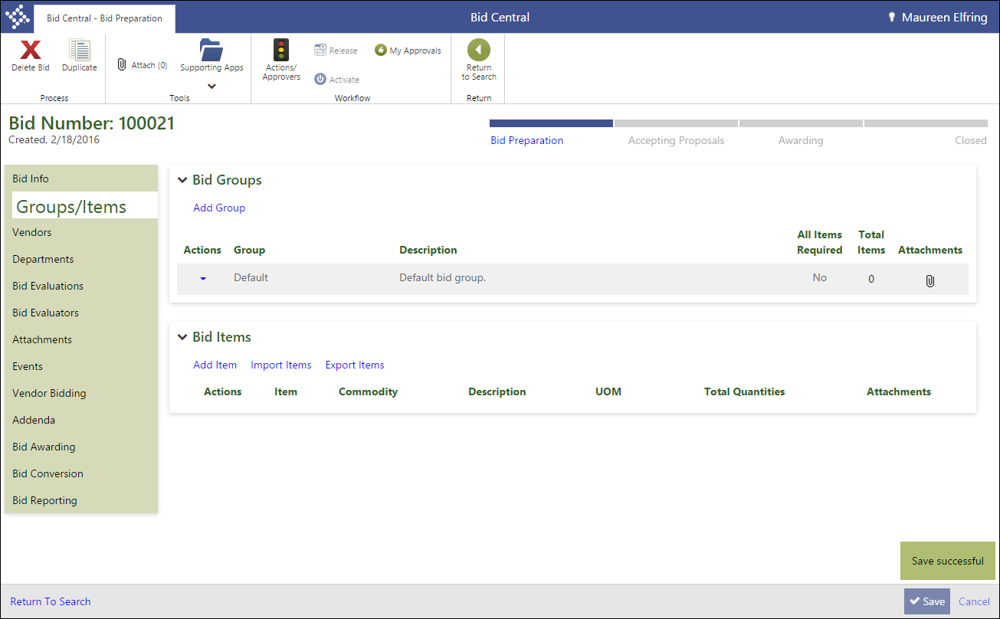 Bid Central - Bid Preparation
Bid Central
Maureen Elfring
Delete Bid
Duplicate
Process
Attach (0)
Supporting Apps
Tools
Actions/
Approvers
Release
My Approvals
Activate
Workflow
Return
to Search
Return
Bid Number: 100021
Created, 2/18/2016
Bid Preparation
Accepting Proposals
Awarding
Closed
Bid Info
Groups/Items
Vendors
Departments
Bid Evaluations
Bid Evaluators
Attachments
Events
Vendor Bidding
Addenda
Bid Awarding
Bid Conversion
Bid Reporting
Bid Groups
Add Group
Actions Group Description All Items Required Total Items Attachments
Default Default bid group. No 0
Bid Items
Add Item Import Items Export Items
Actions Item Commodity Description UOM Total Quantities Attachments
Save successful
Return To Search
Save Cancel